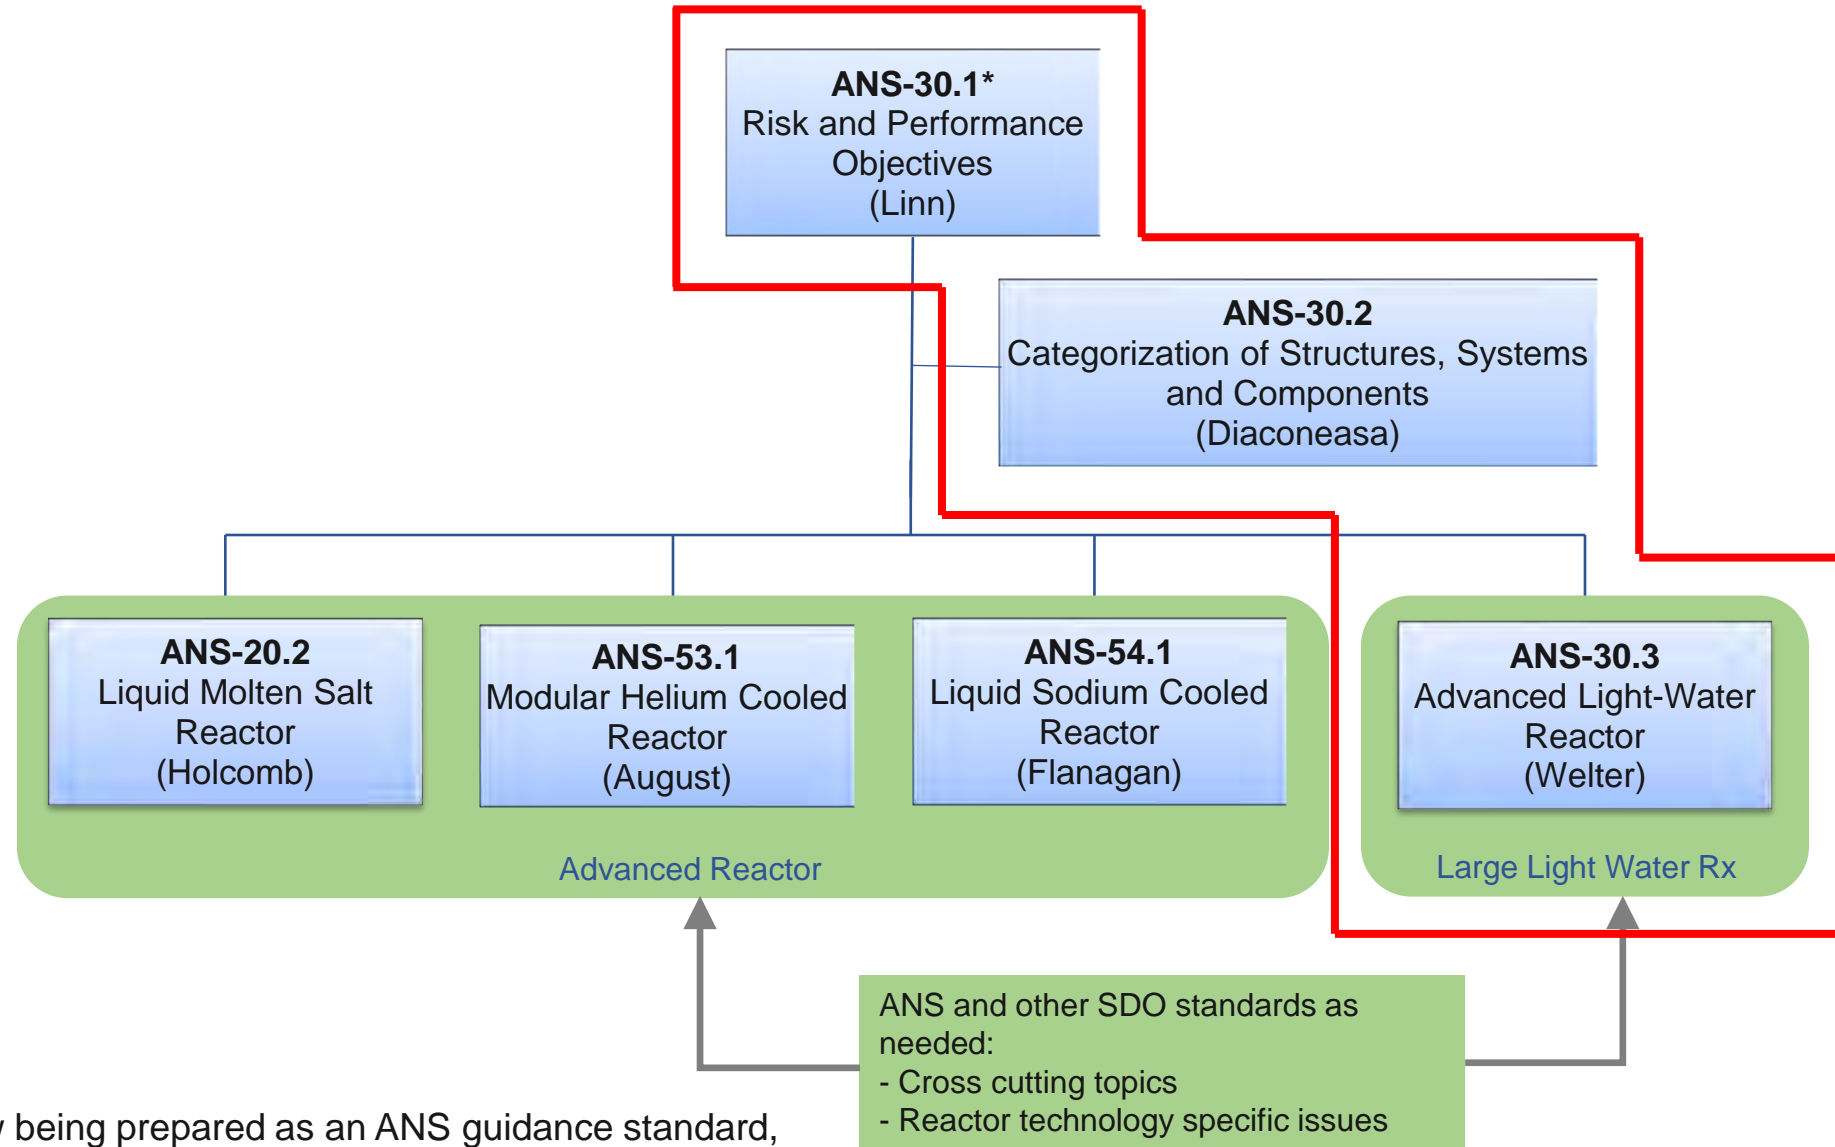 ANS-30.1*
Risk and Performance
Objectives
(Linn)
ANS-30.2
Categorization of Structures, Systems
and Components
(Diaconeasa)
ANS-20.2
Liquid Molten Salt
Reactor
(Holcomb)
ANS-53.1
Modular Helium Cooled
Reactor
(August)
ANS-54.1
Liquid Sodium Cooled
Reactor
(Flanagan)
ANS-30.3
Advanced Light-Water
Reactor
(Welter)
Advanced Reactor
Large Light Water Rx
ANS and other SDO standards as
needed:
- Cross cutting topics
- Reactor technology specific issues
being prepared as an ANS guidance standard,